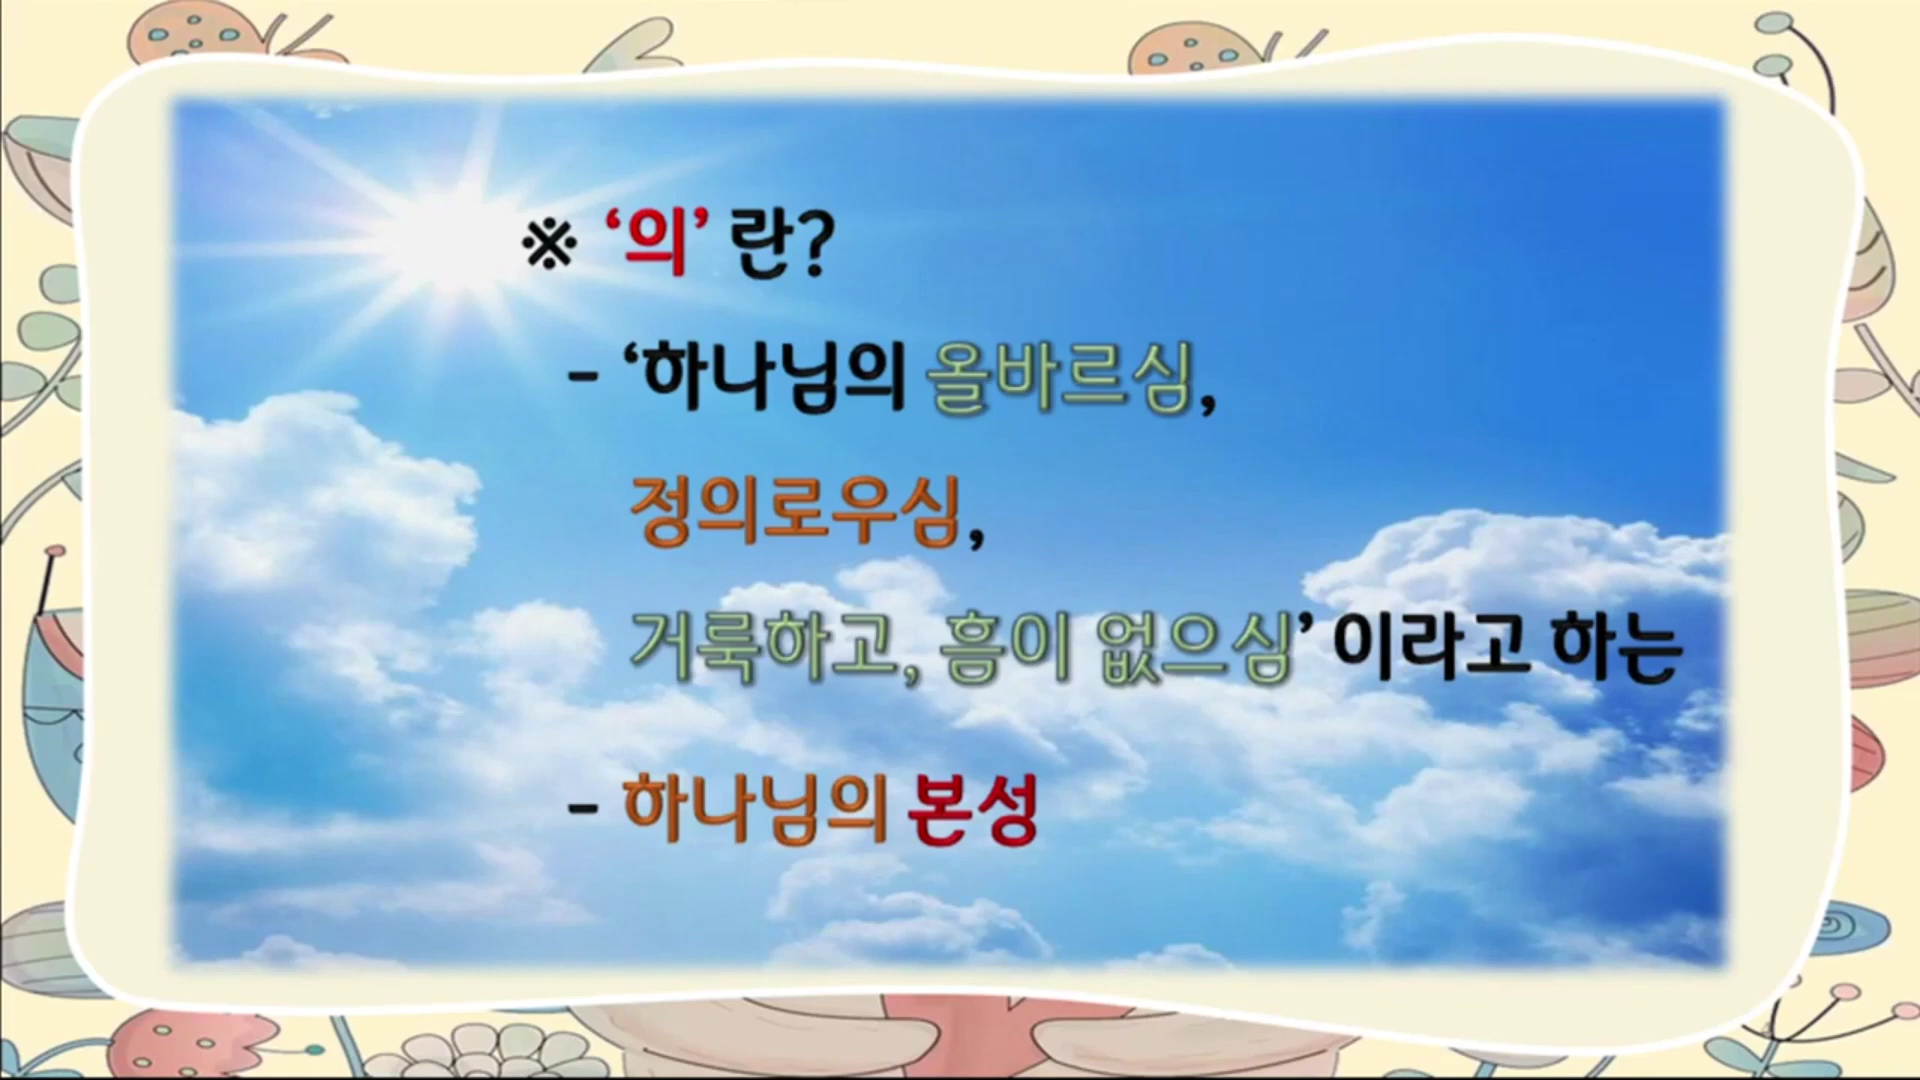 ※ ‘의’ 란?
- ‘하나님의 올바르심,
정의로우심,
거룩하고, 흠이 없으심’ 이라고 하는
- 하나님의 본성